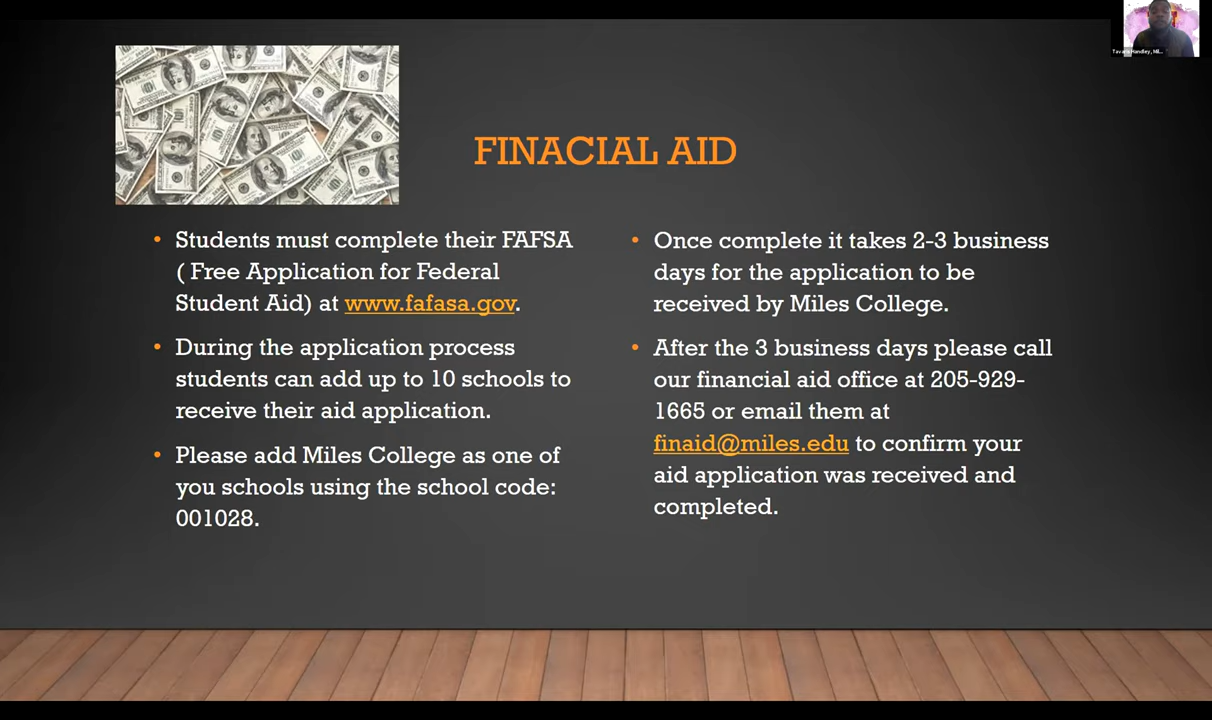 FINACIAL AID
• Students must complete their FAFSA
( Free Application for Federal
Student Aid) at www.fafasa.gov.
• During the application process
students can add up to 10 schools to
receive their aid application.
• Please add Miles College as one of
you schools using the school code:
001028.
• Once complete it takes 2-3 business
days for the application to be
received by Miles College.
• After the 3 business days please call
our financial aid office at 205-929-
1665 or email them at
finaid@miles.edu to confirm your
aid application was received and
completed.